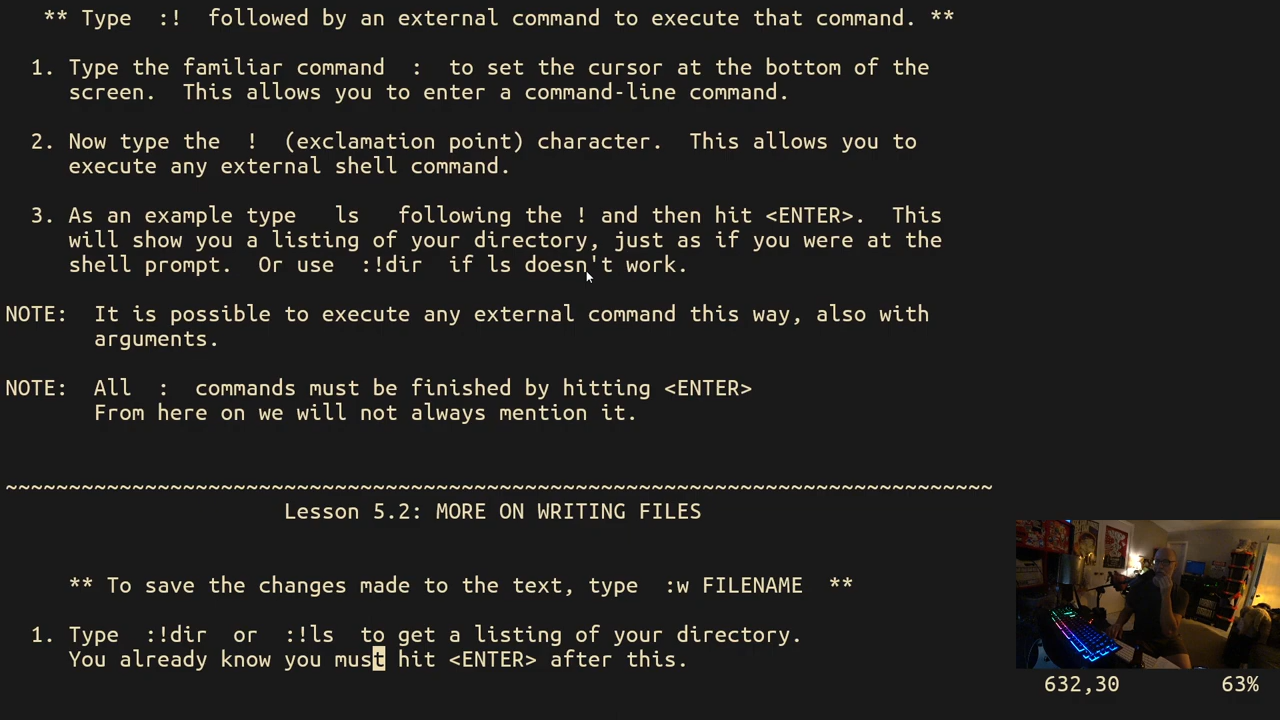 ** Type  :!  followed by an external command to execute that command. **
1. Type the familiar command  :  to set the cursor at the bottom of the
screen.  This allows you to enter a command-line command.
2. Now type the  !  (exclamation point) character.  This allows you to
execute any external shell command.
3. As an example type   ls   following the ! and then hit <ENTER>.  This
will show you a listing of your directory, just as if you were at the
shell prompt.  Or use  :!dir  if ls doesn't work.
NOTE:  It is possible to execute any external command this way, also with
arguments.
NOTE:  All  :  commands must be finished by hitting <ENTER>
From here on we will not always mention it.
~~~~~~~~~~~~~~~~~~~~~~~~~~~~~~~~~~~~~~~~~~~~~~~~~~~~~~~~~~~~~~~~~~~~~~~~~~~~~~
Lesson 5.2: MORE ON WRITING FILES
** To save the changes made to the text, type  :w FILENAME  **
1. Type  :!dir  or  :!ls  to get a listing of your directory.
You already know you must hit <ENTER> after this.
632,30 63%